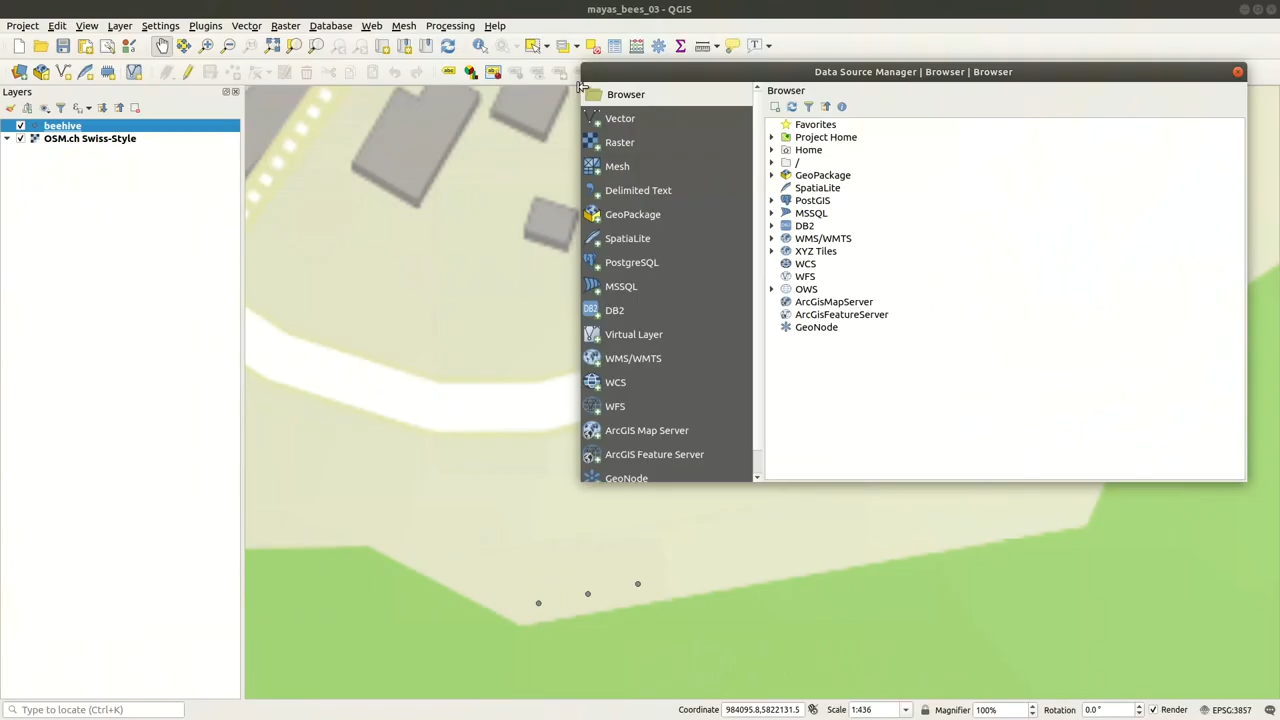 mayas_bees_03 - QGIS
Project Edit View Layer Settings Plugins Vector Raster Database Web Mesh Processing Help
Layers
beehive
OSM.ch Swiss-Style
Data Source Manager | Browser | Browser
Browser
Vector
Raster
Mesh
Delimited Text
GeoPackage
SpatiaLite
PostgreSQL
MSSQL
DB2
Virtual Layer
WMS/WMTS
WCS
WFS
ArcGIS Map Server
ArcGIS Feature Server
GeoNode
Browser
Favorites
Project Home
Home
/
GeoPackage
SpatiaLite
PostGIS
MSSQL
DB2
WMS/WMTS
XYZ Tiles
WCS
WFS
OWS
ArcGisMapServer
ArcGisFeatureServer
GeoNode
Type to locate (Ctrl+K)
Coordinate 984095.8,5822131.5 Scale 1:436 Magnifier 100% Rotation 0.0 ° Render EPSG:3857